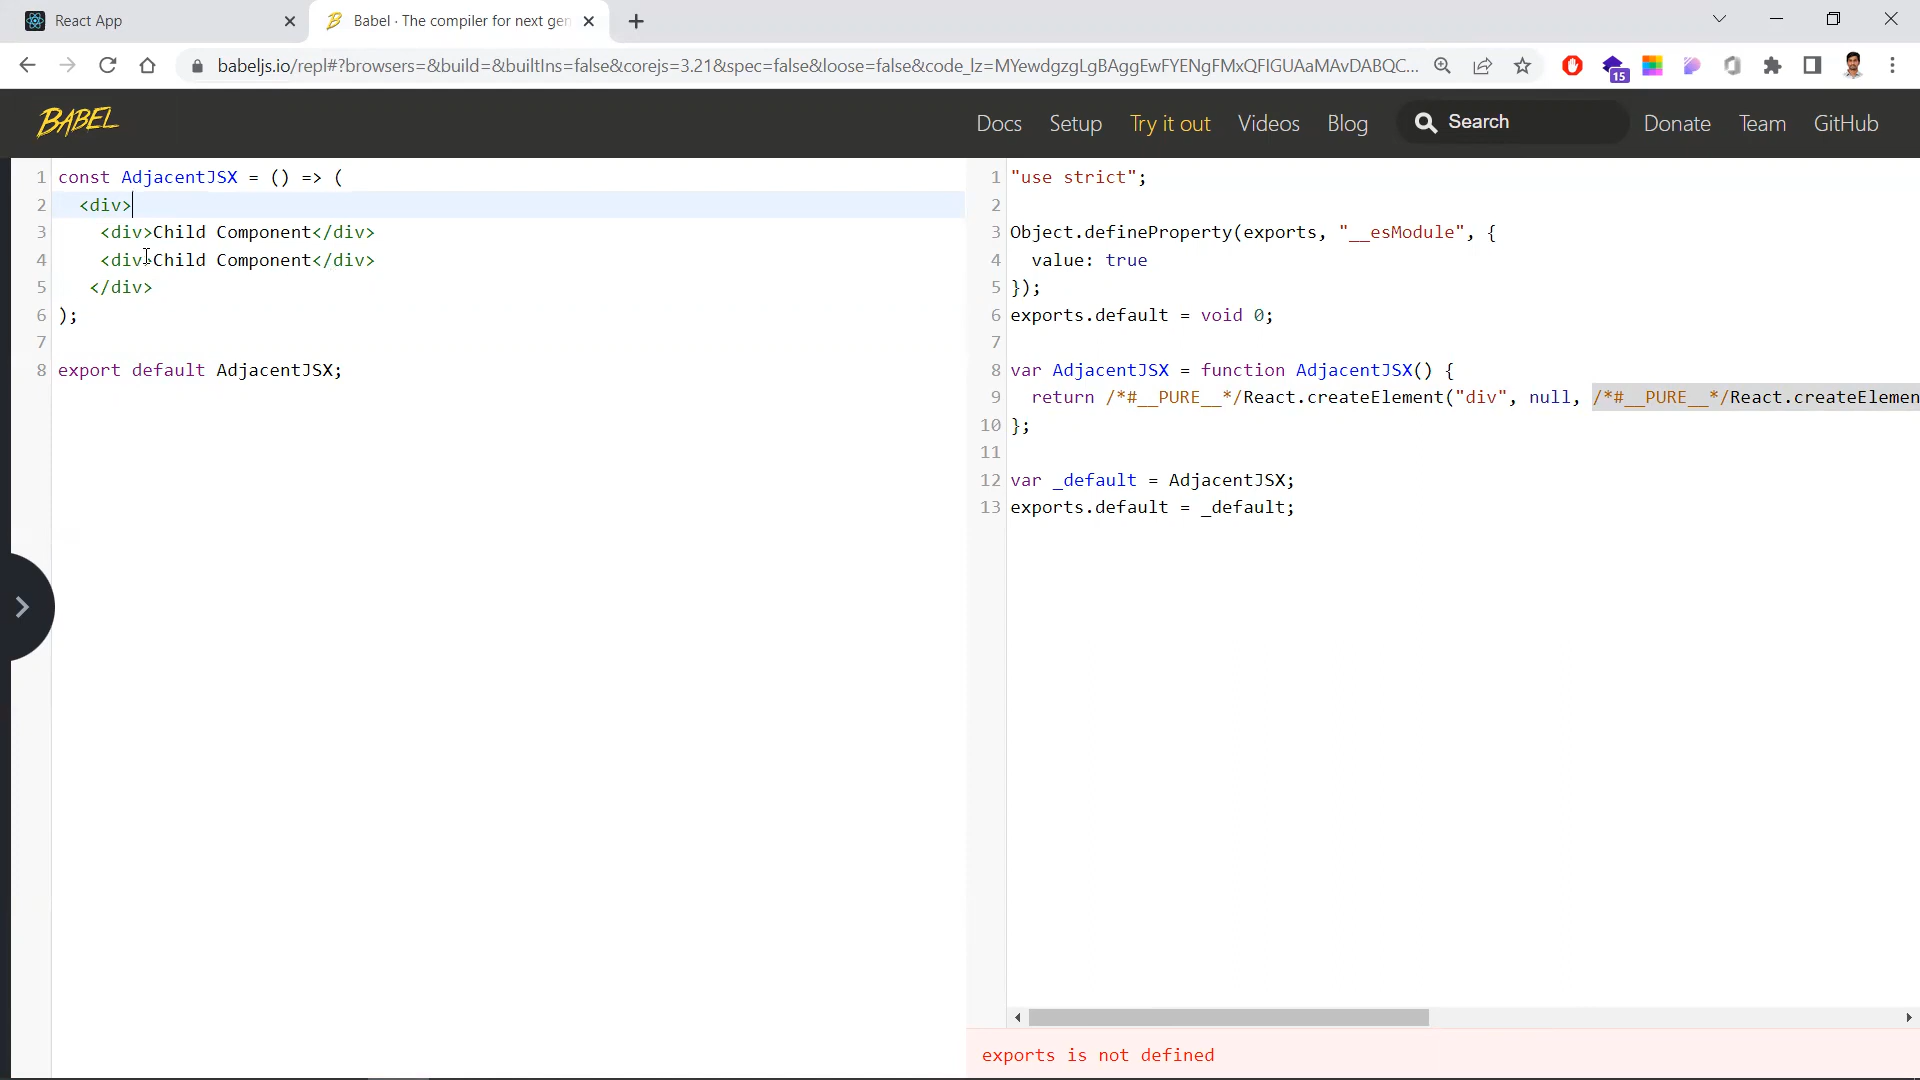 React App
Babel · The compiler for next gen
babeljs.io/repl#?browsers=&build=&builtIns=false&corejs=3.21&spec=false&loose=false&code_lz=MYewdgzgLgBAggEwFYENgFMxQFIGUAaMAvDABQC...
15
BABEL
Docs Setup Try it out Videos Blog Search Donate Team GitHub
1 const AdjacentJSX = () => (
2 <div>
3 <div>Child Component</div>
4 <div>Child Component</div>
5 </div>
6 );
7
8 export default AdjacentJSX;
1 "use strict";
2
3 Object.defineProperty(exports, "__esModule", {
4 value: true
5 });
6 exports.default = void 0;
7
8 var AdjacentJSX = function AdjacentJSX() {
9 return /*#__PURE__*/React.createElement("div", null, /*#__PURE__*/React.createElemen
10 };
11
12 var _default = AdjacentJSX;
13 exports.default = _default;
exports is not defined